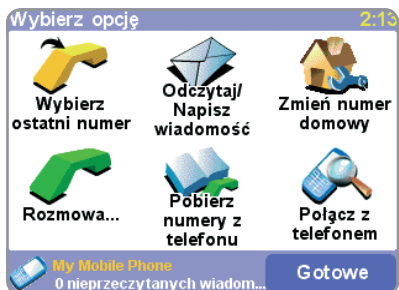 Wybierz opcję 2:13
Wybierz
ostatni numer
Odczytaj/
Napisz
wiadomość
Zmień numer
domowy
Rozmowa...
Pobierz
numery z
telefonu
Połącz z
telefonem
My Mobile Phone
0 nieprzeczytanych wiadom...
Gotowe